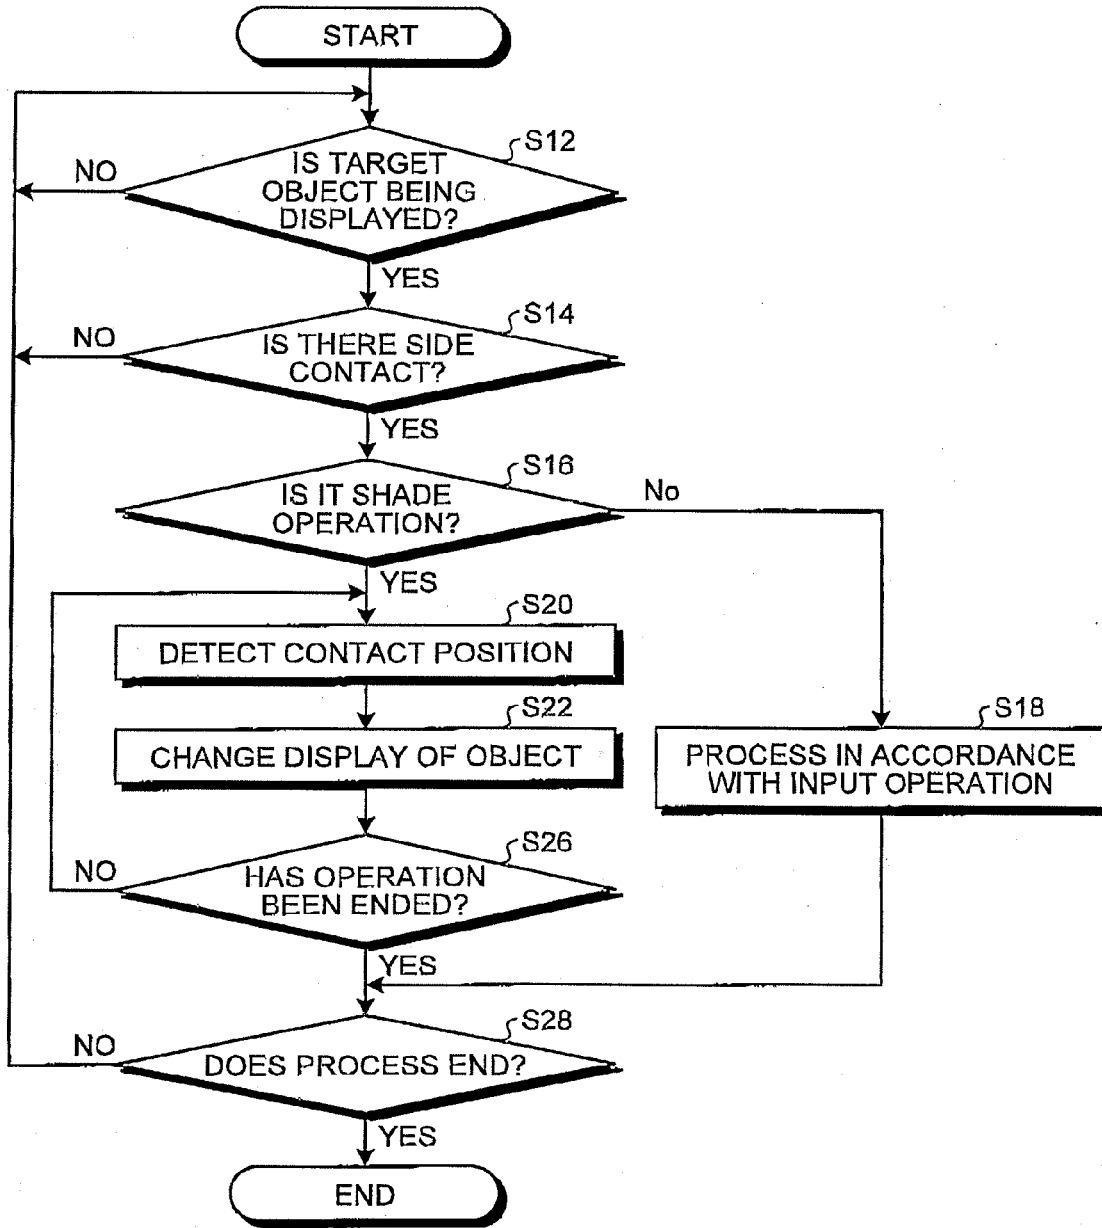 START
S12
NO
IS TARGET
OBJECT BEING
DISPLAYED?
YES
S14
NO
IS THERE SIDE
CONTACT?
YES
S16
IS IT SHADE
OPERATION?
No
YES
S20
DETECT CONTACT POSITION
S22
CHANGE DISPLAY OF OBJECT
S18
PROCESS IN ACCORDANCE
WITH INPUT OPERATION
S26
NO
HAS OPERATION
BEEN ENDED?
YES
S28
NO
DOES PROCESS END?
YES
END